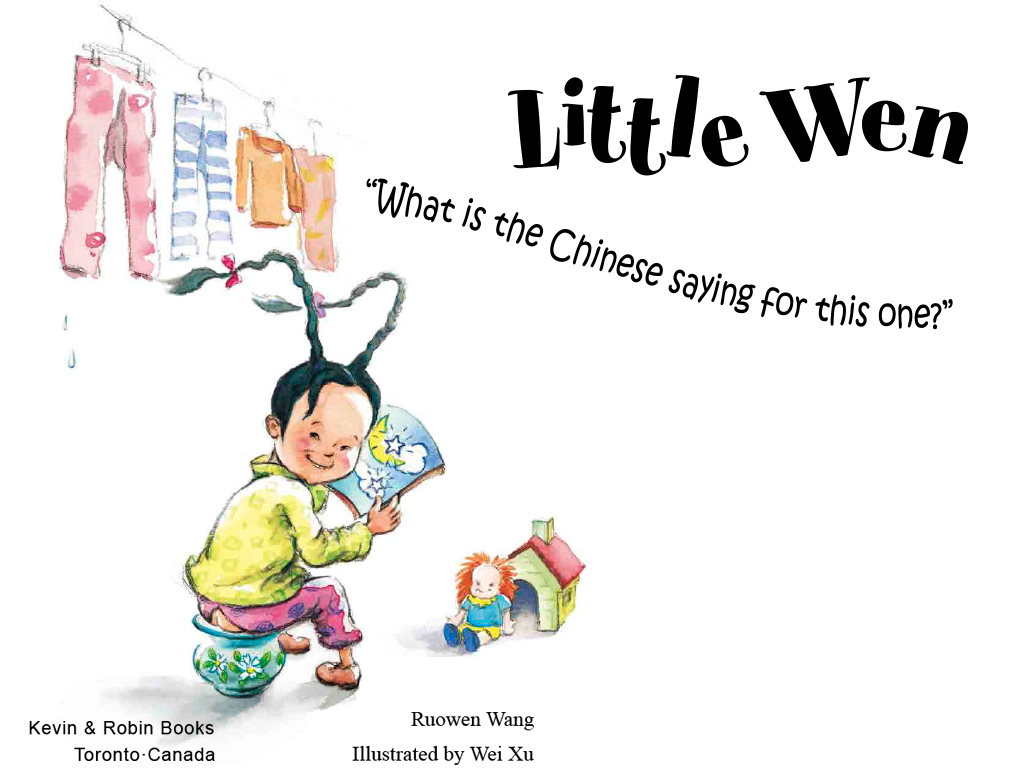 Little Wen
“What is the Chinese saying for this one?”
Ruowen Wang
Illustrated by Wei Xu
Kevin & Robin Books
Toronto·Canada